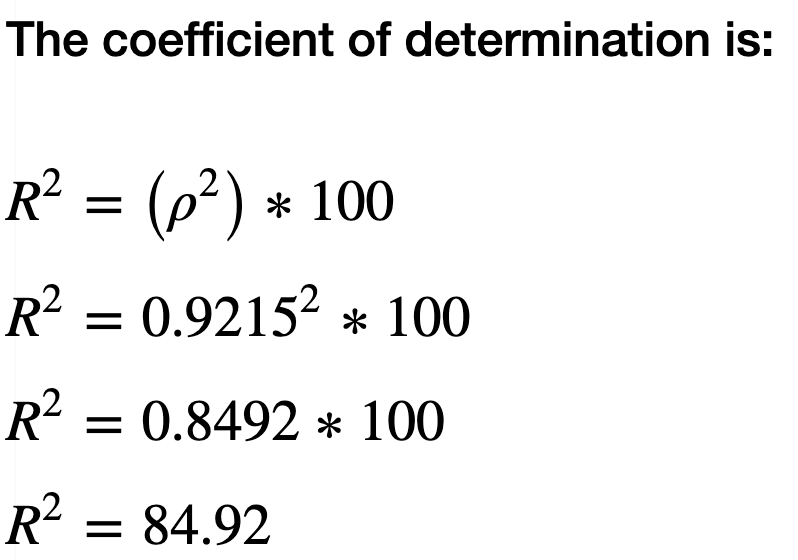 The coefficient of determination is:
R² = (ρ²) * 100
R² = 0.9215² * 100
R² = 0.8492 * 100
R² = 84.92